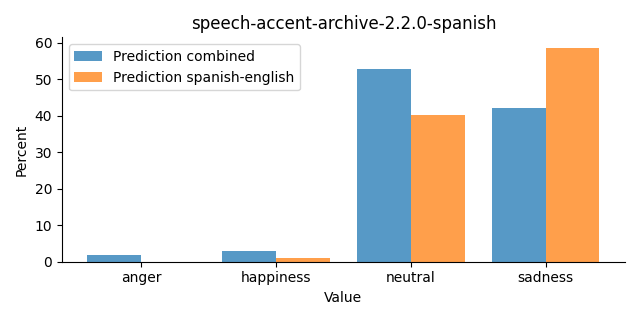 speech-accent-archive-2.2.0-spanish
Prediction combined
Prediction spanish-english
Percent
60
50
40
30
20
10
0
anger happiness neutral sadness
Value